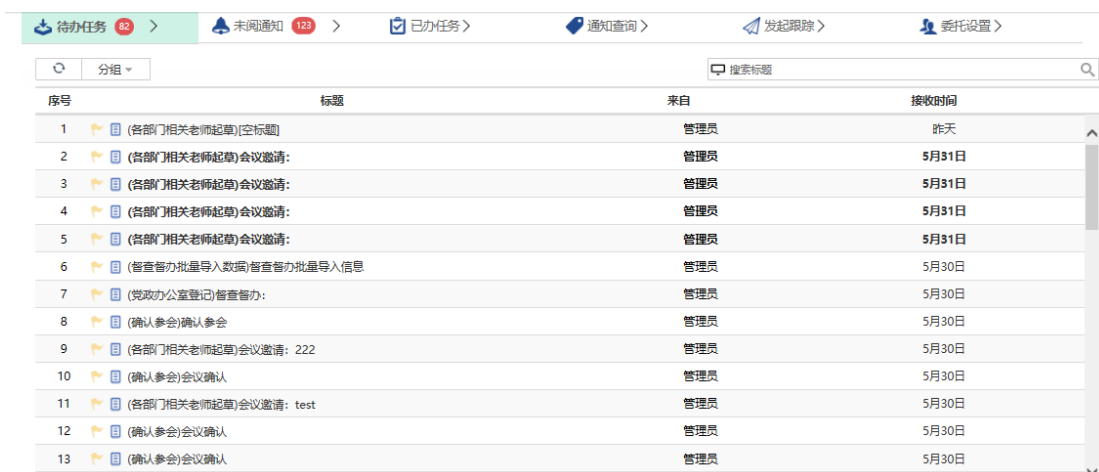 待办任务 82 未阅通知 123 已办任务 通知查询 发起跟踪 委托设置
分组 搜索标题
序号 标题 来自 接收时间
1 (各部门相关老师起草)[空标题] 管理员 昨天
2 (各部门相关老师起草)会议邀请： 管理员 5月31日
3 (各部门相关老师起草)会议邀请： 管理员 5月31日
4 (各部门相关老师起草)会议邀请： 管理员 5月31日
5 (各部门相关老师起草)会议邀请： 管理员 5月31日
6 (督查督办批量导入数据)督查督办批量导入信息 管理员 5月30日
7 (党政办公室登记)督查督办： 管理员 5月30日
8 (确认参会)确认参会 管理员 5月30日
9 (各部门相关老师起草)会议邀请：222 管理员 5月30日
10 (确认参会)会议确认 管理员 5月30日
11 (各部门相关老师起草)会议邀请：test 管理员 5月30日
12 (确认参会)会议确认 管理员 5月30日
13 (确认参会)会议确认 管理员 5月30日